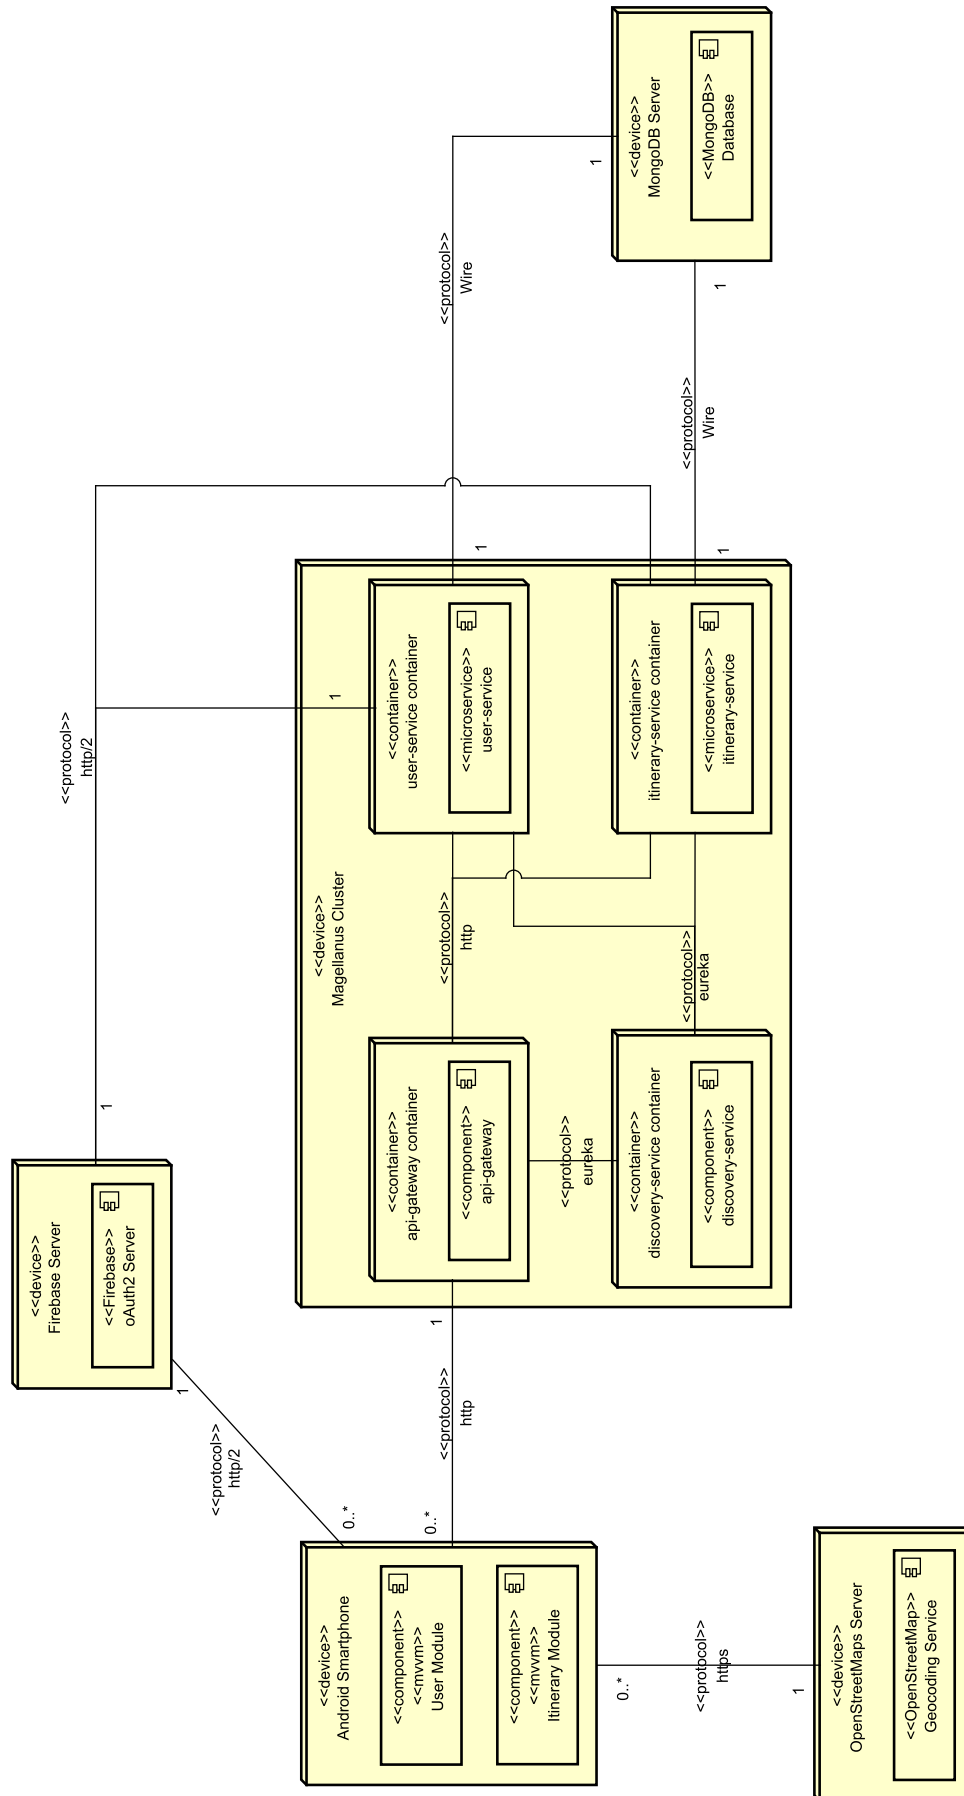 <<device>>
Firebase Server
<<Firebase>>
oAuth2 Server
1
1
<<protocol>>
http/2
<<protocol>>
http/2
0..*
<<device>>
Android Smartphone
<<component>>
<<mvvm>>
User Module
<<component>>
<<mvvm>>
Itinerary Module
0..*
<<protocol>>
http
1
<<device>>
Magellanus Cluster
1
<<container>>
api-gateway container
<<component>>
api-gateway
<<protocol>>
http
<<container>>
user-service container
<<microservice>>
user-service
1
<<protocol>>
Wire
1
<<protocol>>
eureka
<<container>>
discovery-service container
<<component>>
discovery-service
<<protocol>>
eureka
<<container>>
itinerary-service container
<<microservice>>
itinerary-service
1
<<protocol>>
Wire
1
<<device>>
MongoDB Server
<<MongoDB>>
Database
0..*
<<protocol>>
https
1
<<device>>
OpenStreetMaps Server
<<OpenStreetMap>>
Geocoding Service